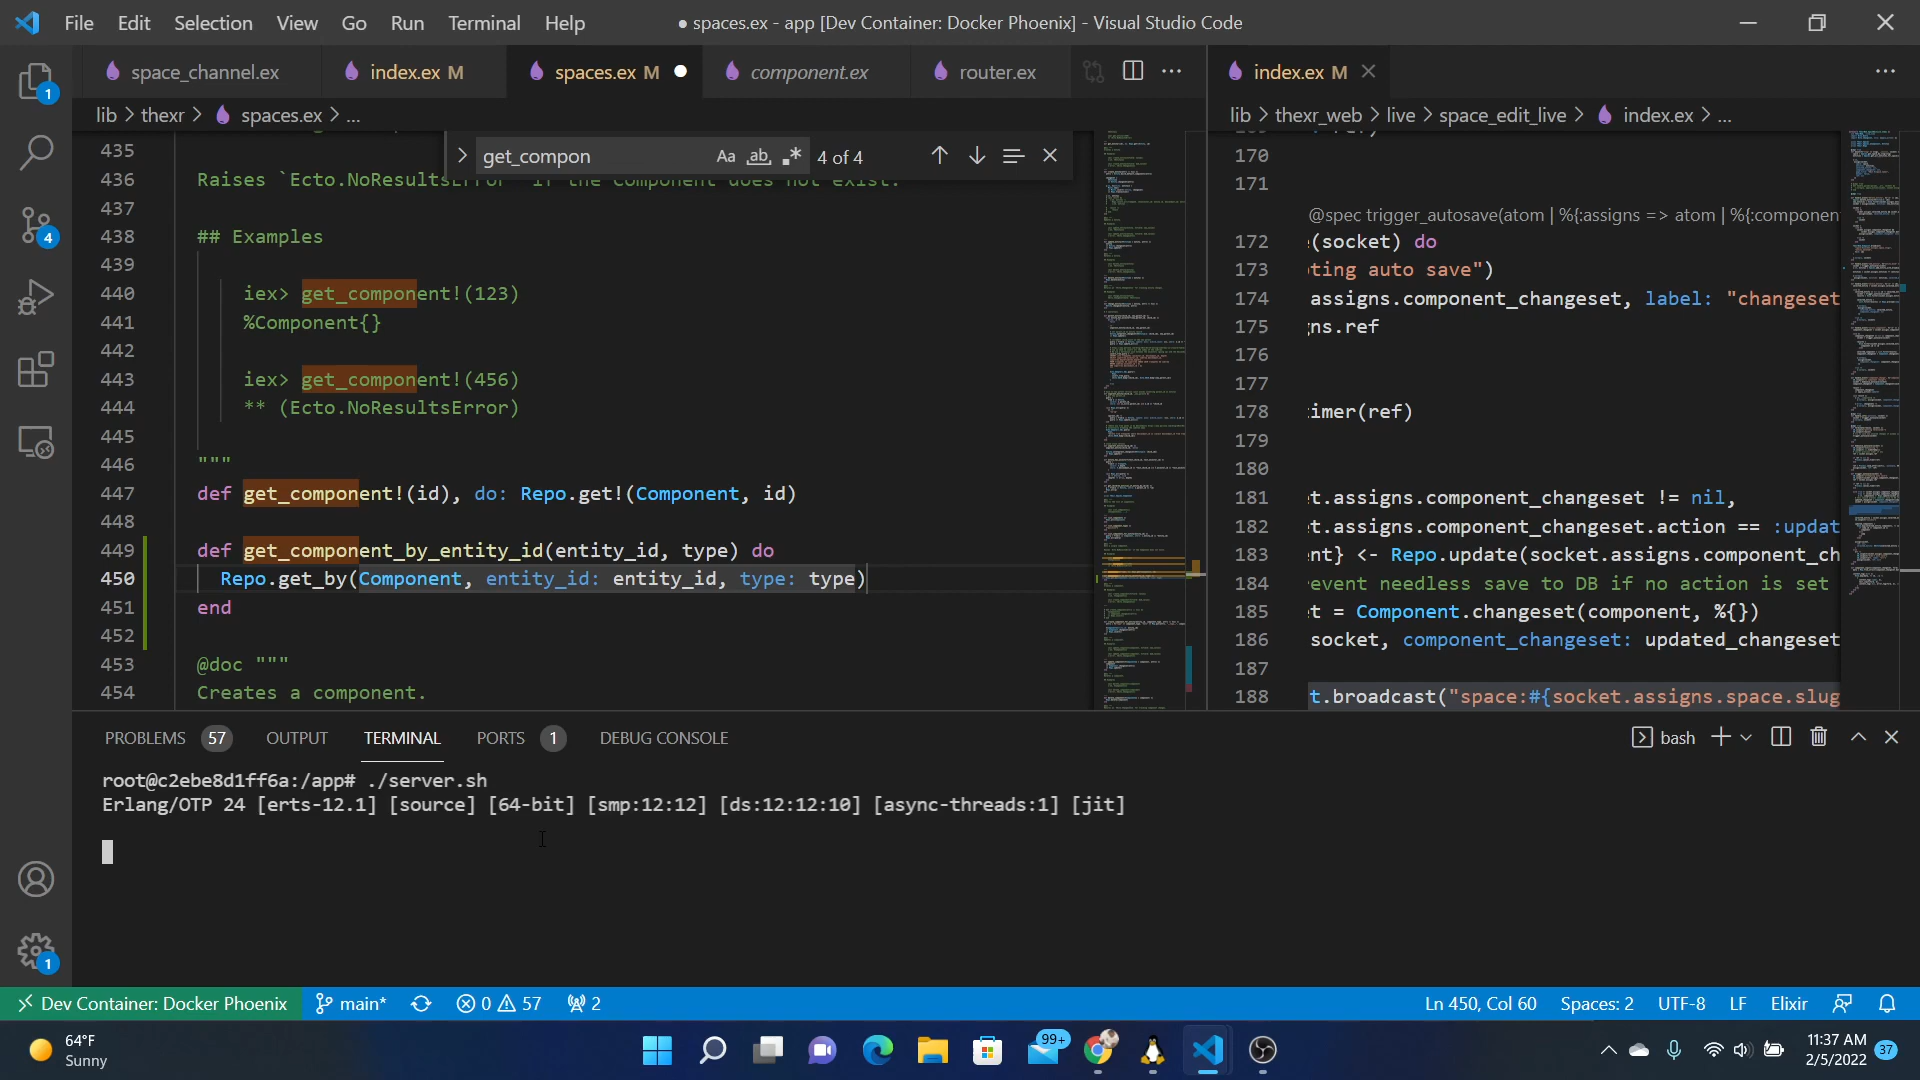 File Edit Selection View Go Run Terminal Help
● spaces.ex - app [Dev Container: Docker Phoenix] - Visual Studio Code
space_channel.ex
index.ex M
spaces.ex M
component.ex
router.ex
index.ex M
lib > thexr > spaces.ex > ...
lib > thexr_web > live > space_edit_live > index.ex > ...
get_compon
Aa ab 4 of 4
435
436 Raises `Ecto.NoResultsError` if the Component does not exist.
437
438 ## Examples
439
440 iex> get_component!(123)
441 %Component{}
442
443 iex> get_component!(456)
444 ** (Ecto.NoResultsError)
445
446 """
447 def get_component!(id), do: Repo.get!(Component, id)
448
449 def get_component_by_entity_id(entity_id, type) do
450 Repo.get_by(Component, entity_id: entity_id, type: type)
451 end
452
453 @doc """
454 Creates a component.
170
171
@spec trigger_autosave(atom | %{:assigns => atom | %{:component
172 (socket) do
173 ting auto save")
174 assigns.component_changeset, label: "changeset
175 gns.ref
176
177
178 imer(ref)
179
180
181 t.assigns.component_changeset != nil,
182 t.assigns.component_changeset.action == :updat
183 ent} <- Repo.update(socket.assigns.component_ch
184 revent needless save to DB if no action is set
185 t = Component.changeset(component, %{})
186 socket, component_changeset: updated_changeset
187
188 t.broadcast("space:#{socket.assigns.space.slug
PROBLEMS 57 OUTPUT TERMINAL PORTS 1 DEBUG CONSOLE
bash
root@c2ebe8d1ff6a:/app# ./server.sh
Erlang/OTP 24 [erts-12.1] [source] [64-bit] [smp:12:12] [ds:12:12:10] [async-threads:1] [jit]
1
4
1
Dev Container: Docker Phoenix main* 0 57 2
Ln 450, Col 60 Spaces: 2 UTF-8 LF Elixir
64°F
Sunny
99+
11:37 AM
2/5/2022
37